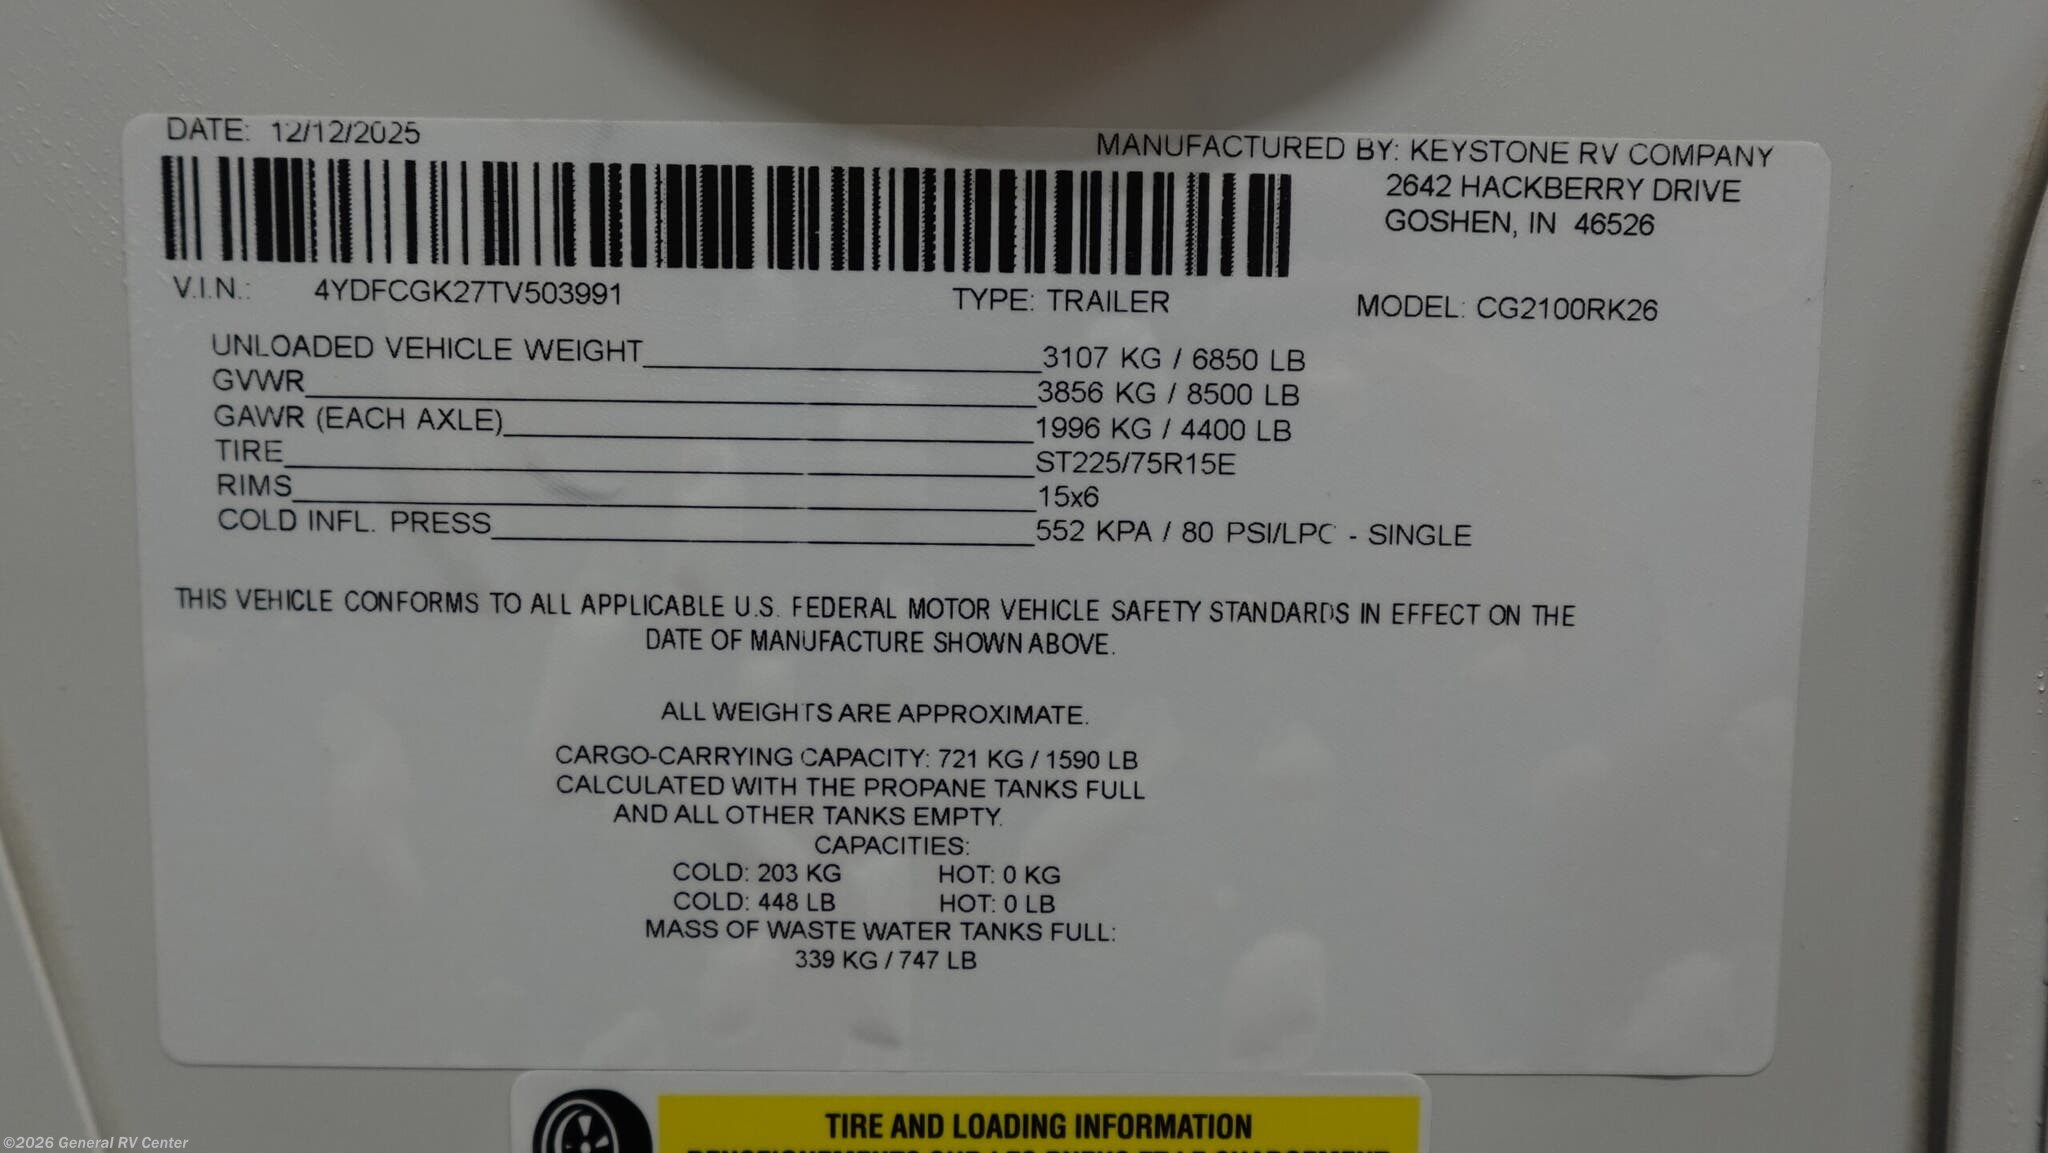 DATE: 12/12/2025
MANUFACTURED BY: KEYSTONE RV COMPANY
2642 HACKBERRY DRIVE
GOSHEN, IN 46526
V.I.N.: 4YDFCGK27TV503991 TYPE: TRAILER MODEL: CG2100RK26
UNLOADED VEHICLE WEIGHT 3107 KG / 6850 LB
GVWR 3856 KG / 8500 LB
GAWR (EACH AXLE) 1996 KG / 4400 LB
TIRE ST225/75R15E
RIMS 15x6
COLD INFL. PRESS 552 KPA / 80 PSI/LPC - SINGLE
THIS VEHICLE CONFORMS TO ALL APPLICABLE U.S. FEDERAL MOTOR VEHICLE SAFETY STANDARDS IN EFFECT ON THE
DATE OF MANUFACTURE SHOWN ABOVE.
ALL WEIGHTS ARE APPROXIMATE.
CARGO-CARRYING CAPACITY: 721 KG / 1590 LB
CALCULATED WITH THE PROPANE TANKS FULL
AND ALL OTHER TANKS EMPTY.
CAPACITIES:
COLD: 203 KG HOT: 0 KG
COLD: 448 LB HOT: 0 LB
MASS OF WASTE WATER TANKS FULL:
339 KG / 747 LB
TIRE AND LOADING INFORMATION
©2026 General RV Center